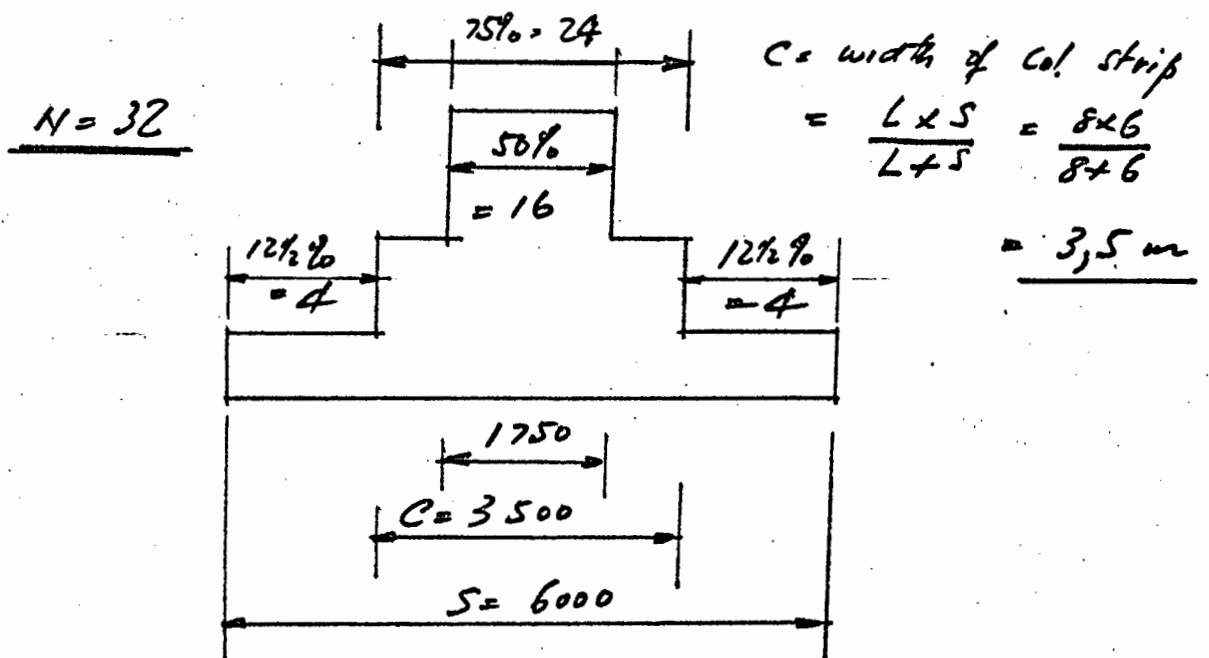 75% = 24
C = width of Col. strip
N = 32
= L x S / L + S = 8x6 / 8+6
50%
= 16
= 3,5 m
12½%
= 4
12½%
= 4
1750
C = 3500
S = 6000